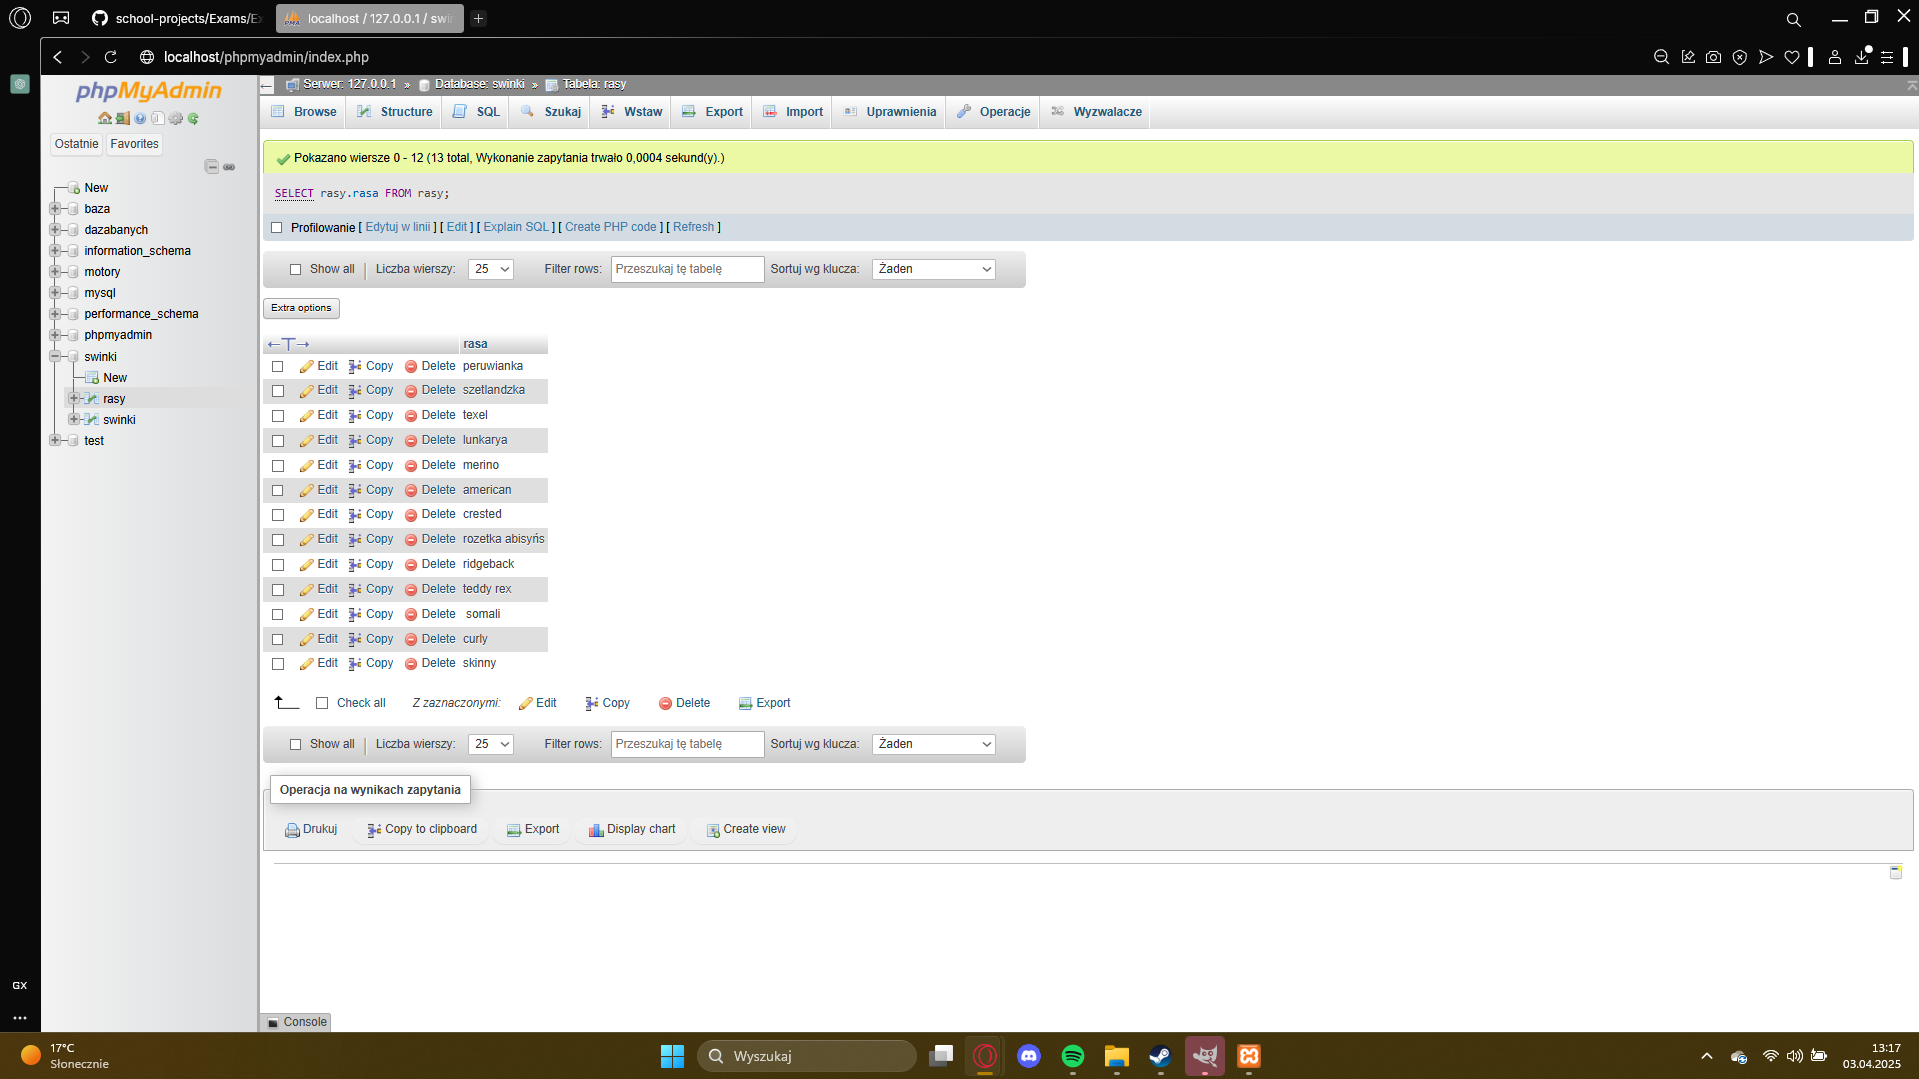 school-projects/Exams/E
localhost / 127.0.0.1 / swin
localhost/phpmyadmin/index.php
phpMyAdmin
Ostatnie
Favorites
New
baza
dazabanych
information_schema
motory
mysql
performance_schema
phpmyadmin
swinki
New
rasy
swinki
test
Serwer: 127.0.0.1 » Database: swinki » Tabela: rasy
Browse Structure SQL Szukaj Wstaw Export Import Uprawnienia Operacje Wyzwalacze
Pokazano wiersze 0 - 12 (13 total, Wykonanie zapytania trwało 0,0004 sekund(y).)
SELECT rasy.rasa FROM rasy;
Profilowanie [ Edytuj w linii ] [ Edit ] [ Explain SQL ] [ Create PHP code ] [ Refresh ]
Show all Liczba wierszy: 25 Filter rows: Przeszukaj tę tabelę Sortuj wg klucza: Żaden
Extra options
←T→ rasa
Edit Copy Delete peruwianka
Edit Copy Delete szetlandzka
Edit Copy Delete texel
Edit Copy Delete lunkarya
Edit Copy Delete merino
Edit Copy Delete american
Edit Copy Delete crested
Edit Copy Delete rozetka abisyńs
Edit Copy Delete ridgeback
Edit Copy Delete teddy rex
Edit Copy Delete somali
Edit Copy Delete curly
Edit Copy Delete skinny
Check all Z zaznaczonymi: Edit Copy Delete Export
Show all Liczba wierszy: 25 Filter rows: Przeszukaj tę tabelę Sortuj wg klucza: Żaden
Operacja na wynikach zapytania
Drukuj Copy to clipboard Export Display chart Create view
Console
GX
17°C
Słonecznie
Wyszukaj
13:17
03.04.2025